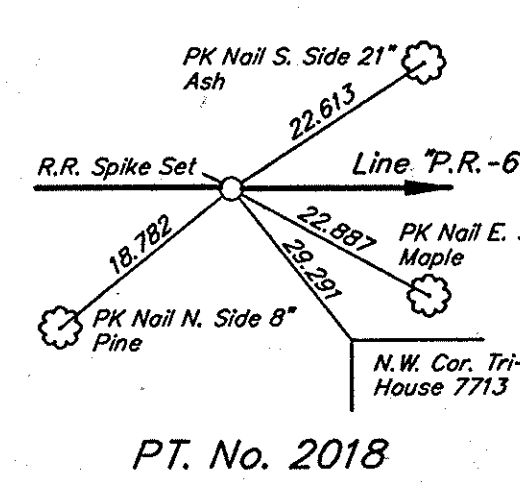 PK Nail S. Side 21"
Ash
22.613
R.R. Spike Set
Line "P.R.-6
18.782
22.887
29.291
PK Nail E.
Maple
PK Nail N. Side 8"
Pine
N.W. Cor. Tri-
House 7713
PT. No. 2018